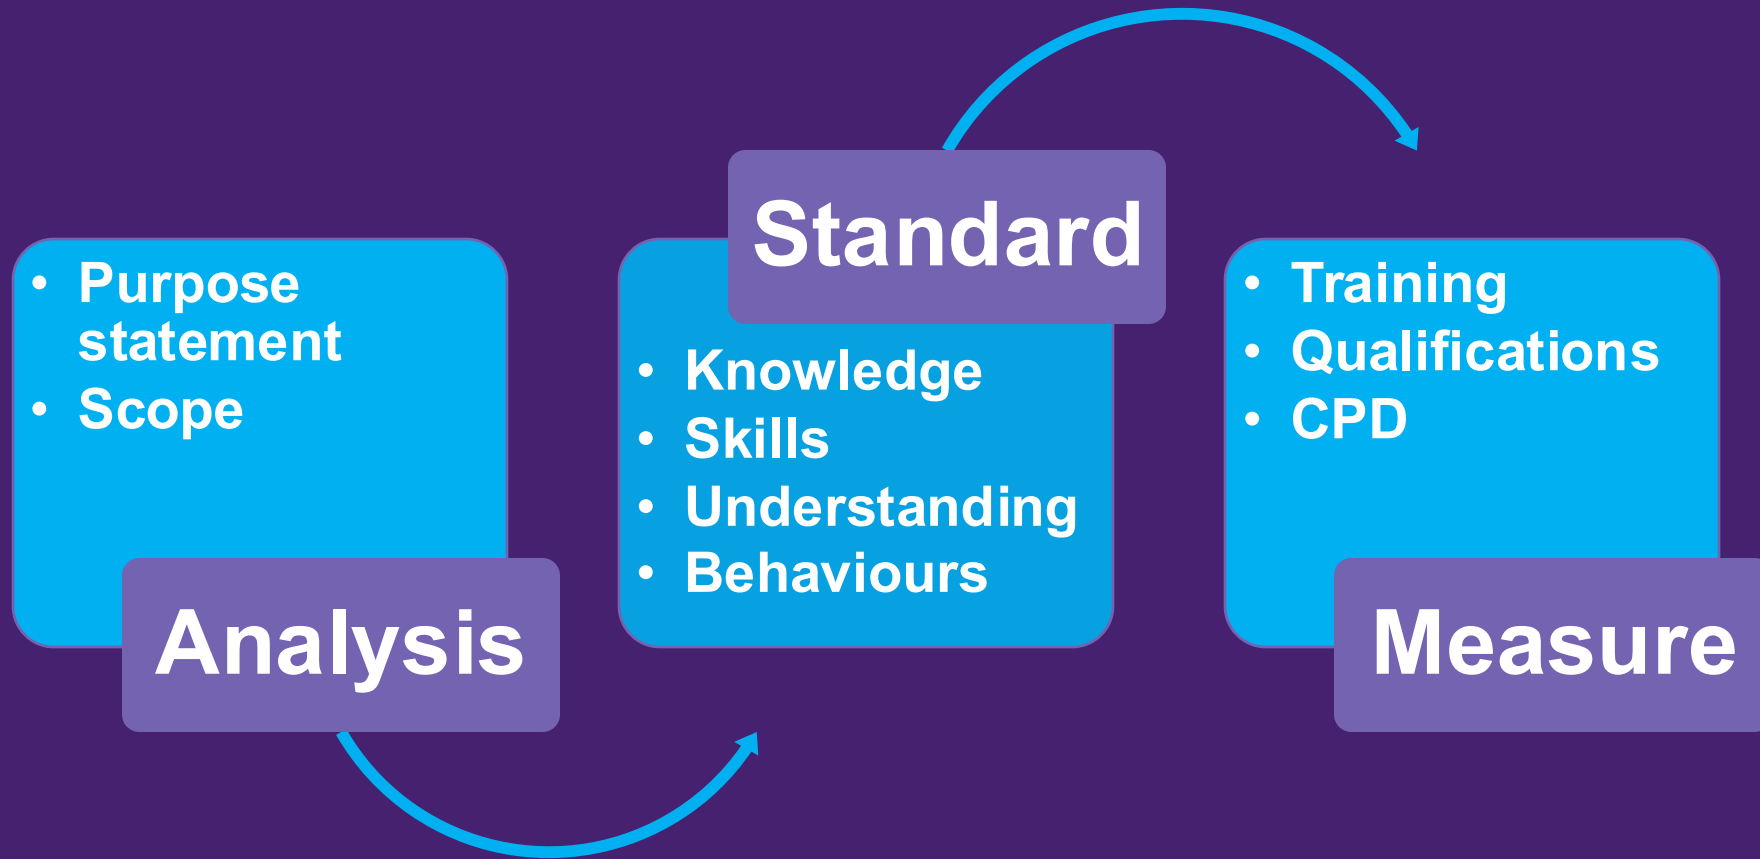 • Purpose
statement
• Scope
Analysis
Standard
• Knowledge
• Skills
• Understanding
• Behaviours
• Training
• Qualifications
• CPD
Measure